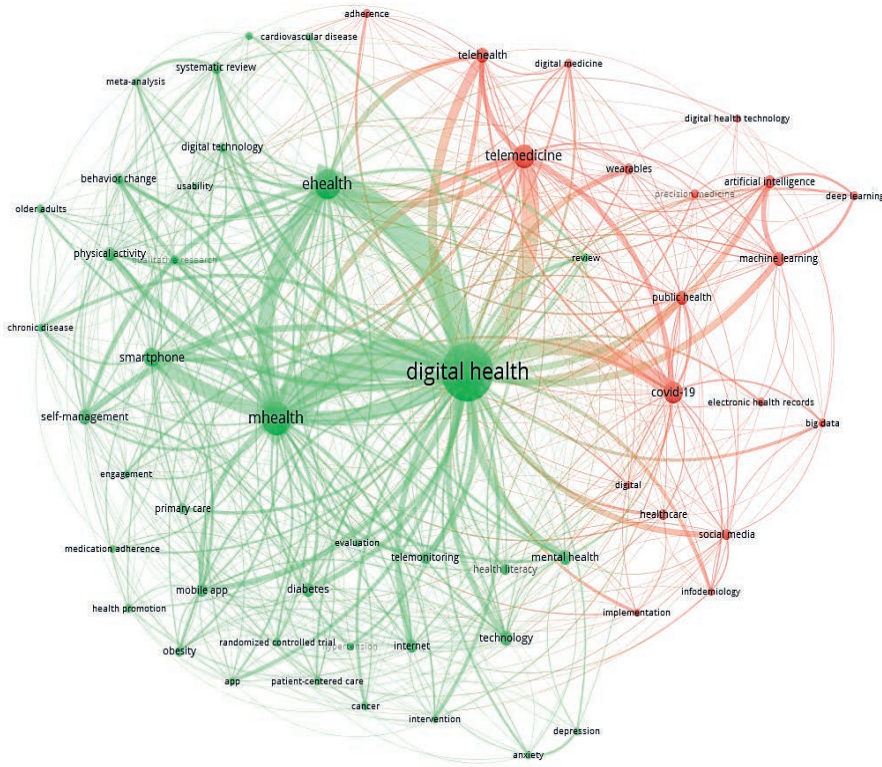 adherence
cardiovascular disease
telehealth
digital medicine
systematic review
meta-analysis
digital health technology
digital technology
telemedicine
wearables
behavior change
usability
ehealth
artificial intelligence
precision medicine
deep learning
older adults
physical activity
qualitative research
review
machine learning
public health
chronic disease
smartphone
digital health
covid-19
electronic health records
self-management
mhealth
big data
engagement
digital
primary care
healthcare
social media
medication adherence
evaluation
telemonitoring
mental health
health literacy
mobile app
diabetes
infodemiology
health promotion
implementation
obesity
randomized controlled trial
hypertension
internet
technology
app
patient-centered care
cancer
intervention
depression
anxiety